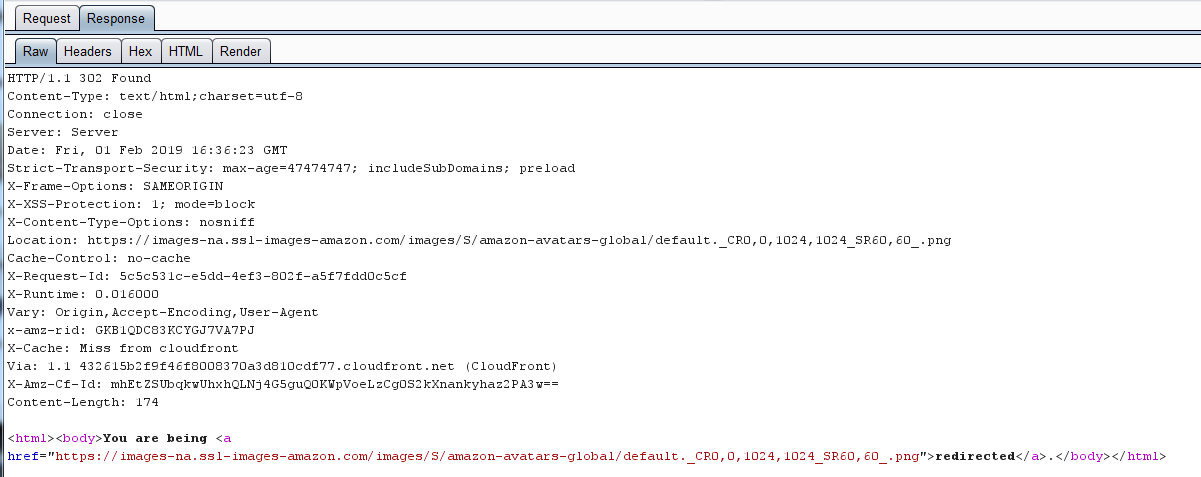 Request Response
Raw Headers Hex HTML Render
HTTP/1.1 302 Found
Content-Type: text/html;charset=utf-8
Connection: close
Server: Server
Date: Fri, 01 Feb 2019 16:36:23 GMT
Strict-Transport-Security: max-age=47474747; includeSubDomains; preload
X-Frame-Options: SAMEORIGIN
X-XSS-Protection: 1; mode=block
X-Content-Type-Options: nosniff
Location: https://images-na.ssl-images-amazon.com/images/S/amazon-avatars-global/default._CR0,0,1024,1024_SR60,60_.png
Cache-Control: no-cache
X-Request-Id: 5c5c531c-e5dd-4ef3-802f-a5f7fdd0c5cf
X-Runtime: 0.016000
Vary: Origin,Accept-Encoding,User-Agent
x-amz-rid: GKB1QDC83KCYGJ7VA7PJ
X-Cache: Miss from cloudfront
Via: 1.1 432615b2f9f46f8008370a3d810cdf77.cloudfront.net (CloudFront)
X-Amz-Cf-Id: mhEtZSUbqkwUhxhQLNj4G5guQ0KWpVoeLzCg0S2kXnankyhaz2PA3w==
Content-Length: 174
<html><body>You are being <a
href="https://images-na.ssl-images-amazon.com/images/S/amazon-avatars-global/default._CR0,0,1024,1024_SR60,60_.png">redirected</a>.</body></html>